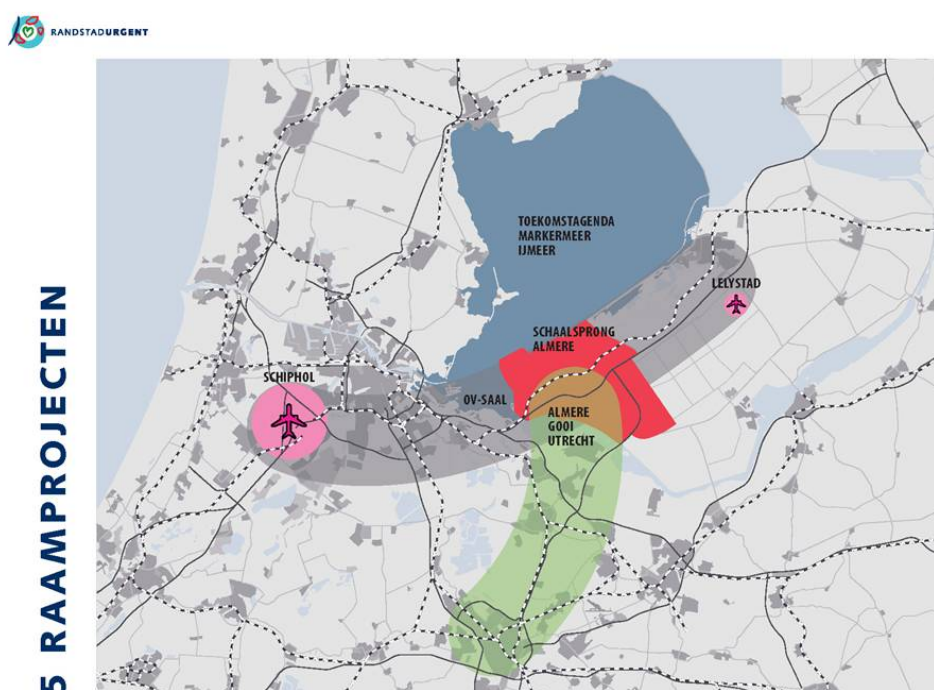 RANDSTADURGENT
5 RAAMPROJECTEN
TOEKOMSTAGENDA
MARKERMEER
IJMEER
LELYSTAD
SCHAALSPRONG
ALMERE
SCHIPHOL
OV-SAAL
ALMERE
GOOI
UTRECHT